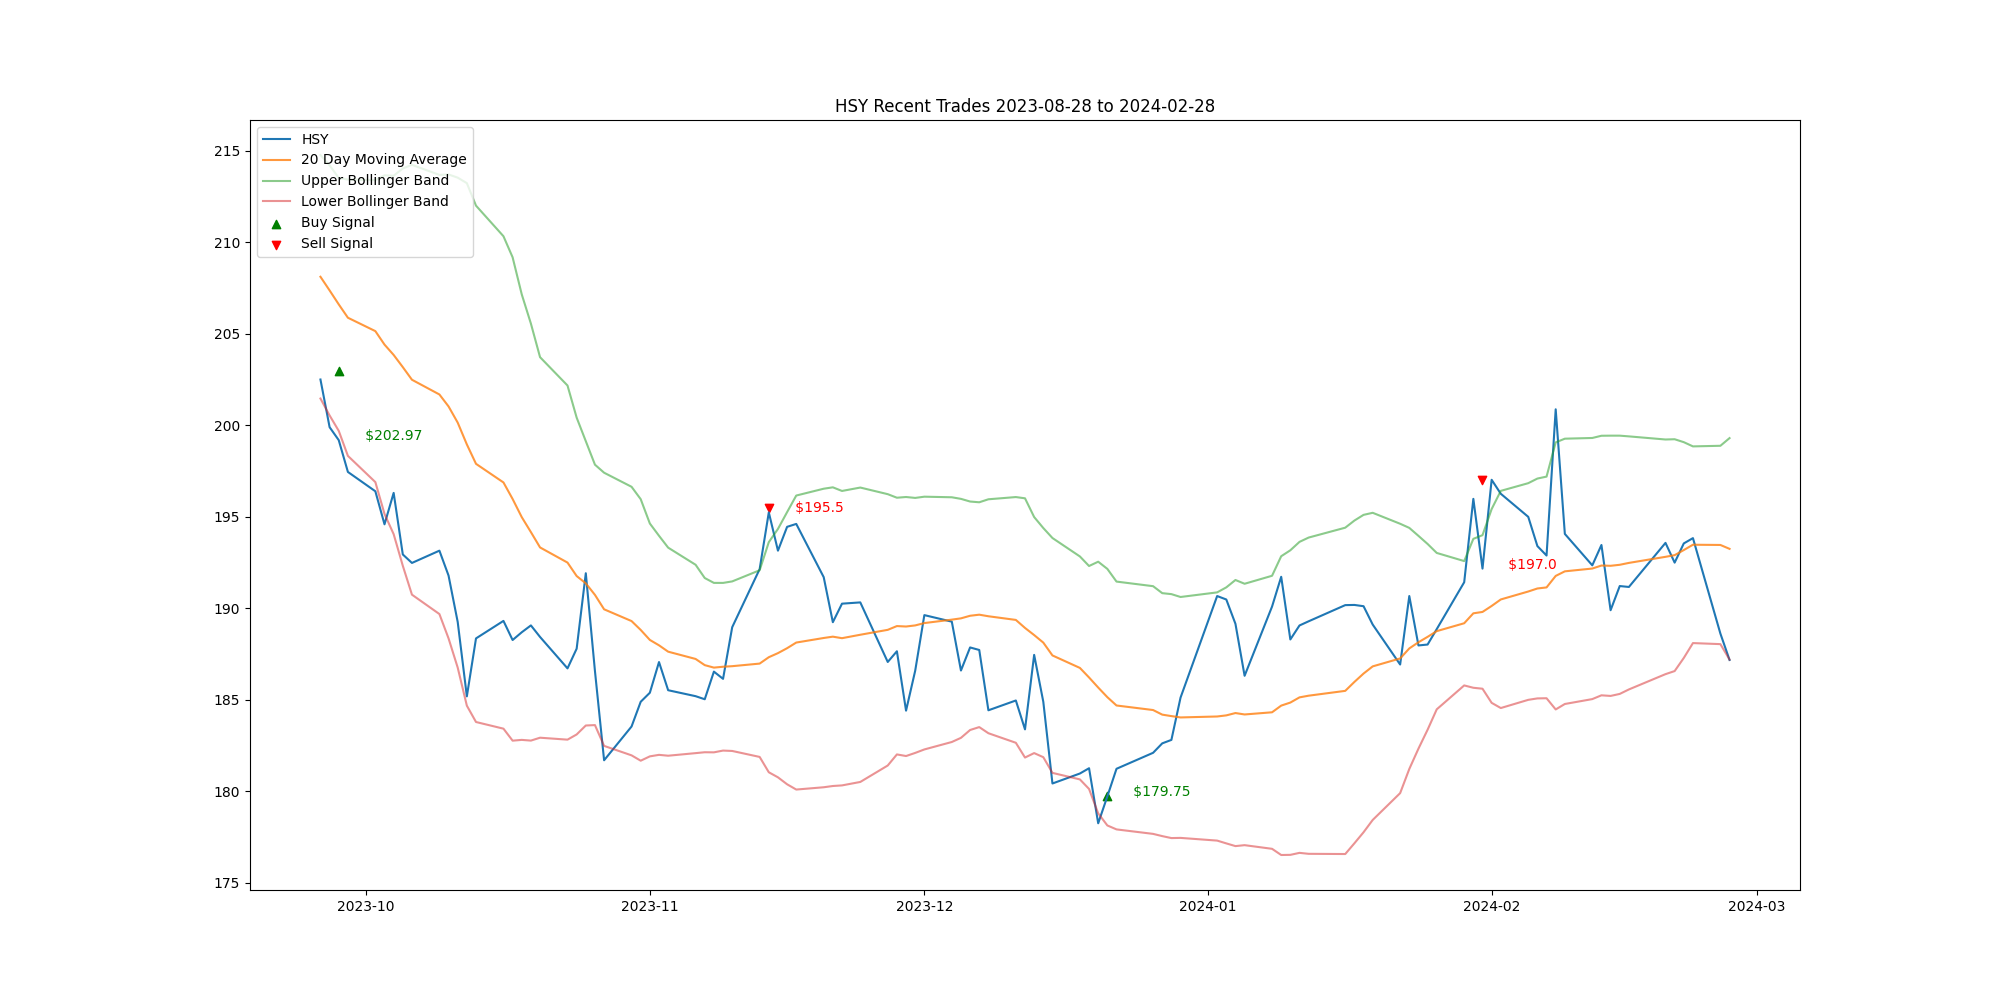 HSY Recent Trades 2023-08-28 to 2024-02-28
HSY
20 Day Moving Average
Upper Bollinger Band
Lower Bollinger Band
Buy Signal
Sell Signal
215
210
205
200
195
190
185
180
175
$202.97
$195.5
$197.0
$179.75
2023-10
2023-11
2023-12
2024-01
2024-02
2024-03